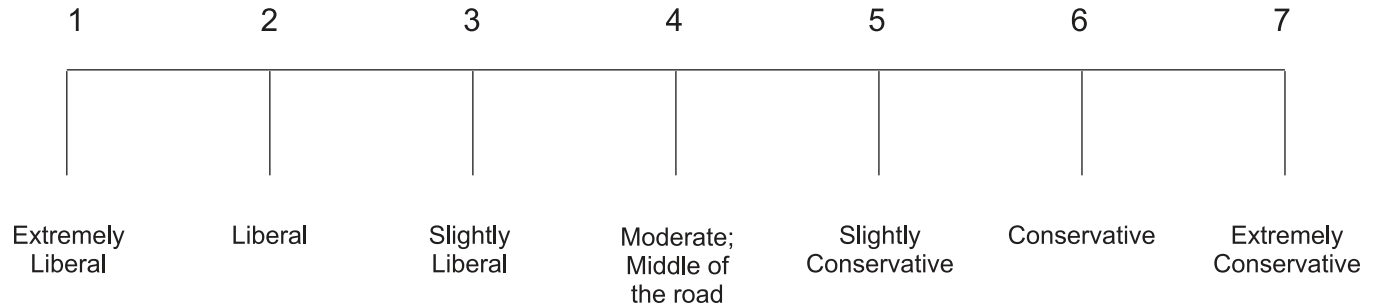 1 2 3 4 5 6 7
Extremely
Liberal
Liberal
Slightly
Liberal
Moderate;
Middle of
the road
Slightly
Conservative
Conservative
Extremely
Conservative